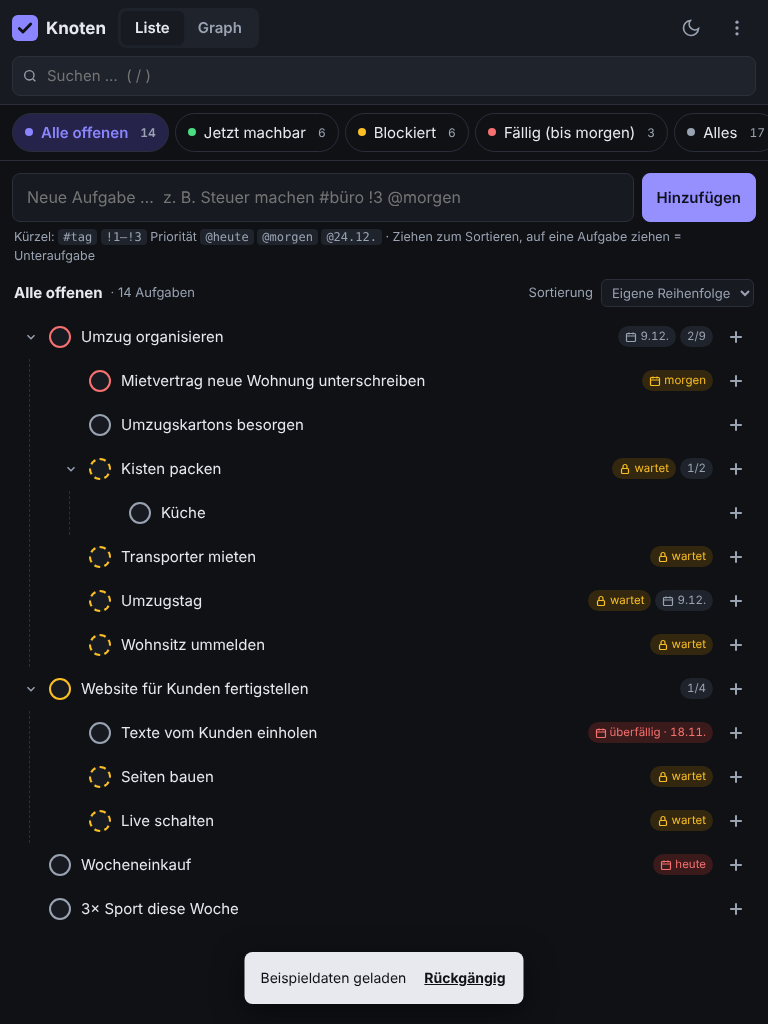 Knoten Liste Graph
Suchen … ( / )
Alle offenen 14 Jetzt machbar 6 Blockiert 6 Fällig (bis morgen) 3 Alles 17
Neue Aufgabe … z. B. Steuer machen #büro !3 @morgen Hinzufügen
Kürzel: #tag !1–!3 Priorität @heute @morgen @24.12. · Ziehen zum Sortieren, auf eine Aufgabe ziehen =
Unteraufgabe
Alle offenen · 14 Aufgaben Sortierung Eigene Reihenfolge
Umzug organisieren 9.12. 2/9
Mietvertrag neue Wohnung unterschreiben morgen
Umzugskartons besorgen
Kisten packen wartet 1/2
Küche
Transporter mieten wartet
Umzugstag wartet 9.12.
Wohnsitz ummelden wartet
Website für Kunden fertigstellen 1/4
Texte vom Kunden einholen überfällig · 18.11.
Seiten bauen wartet
Live schalten wartet
Wocheneinkauf heute
3× Sport diese Woche
Beispieldaten geladen Rückgängig